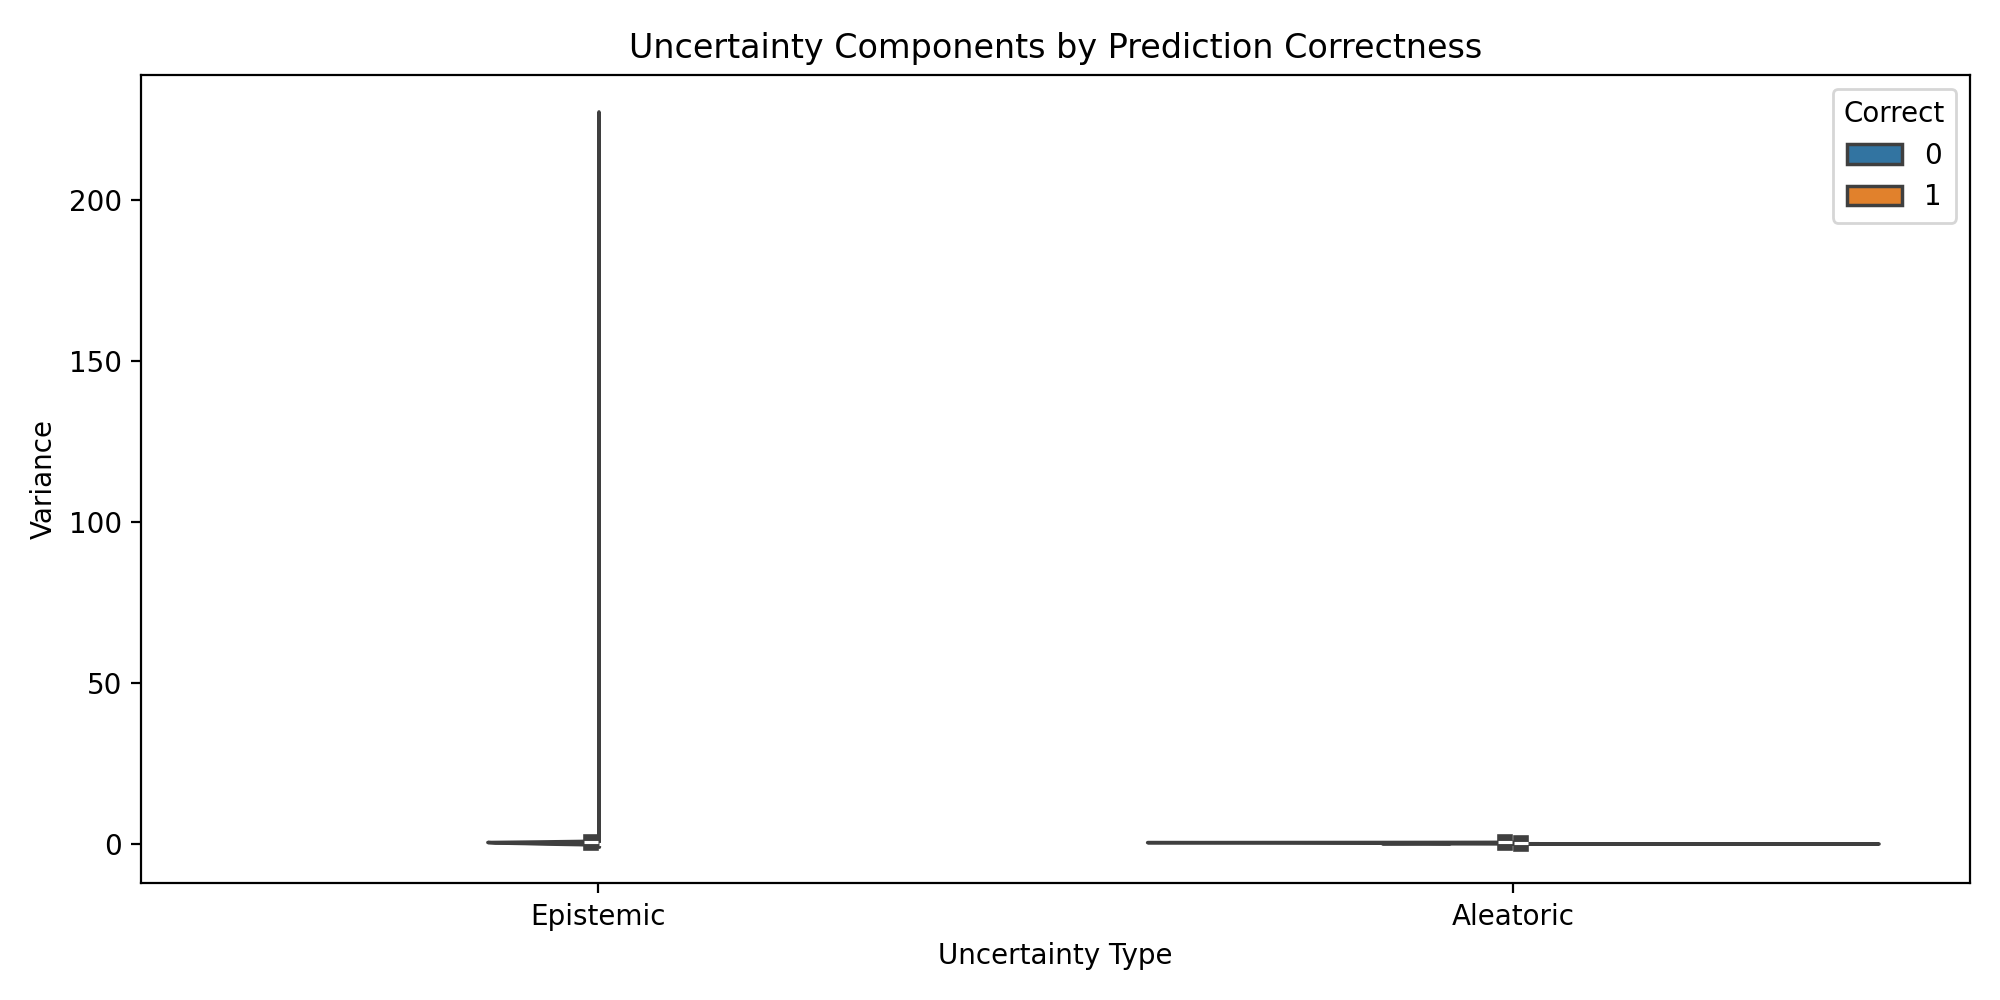 Uncertainty Components by Prediction Correctness
Correct
0
1
200
150
100
50
0
Variance
Epistemic
Aleatoric
Uncertainty Type